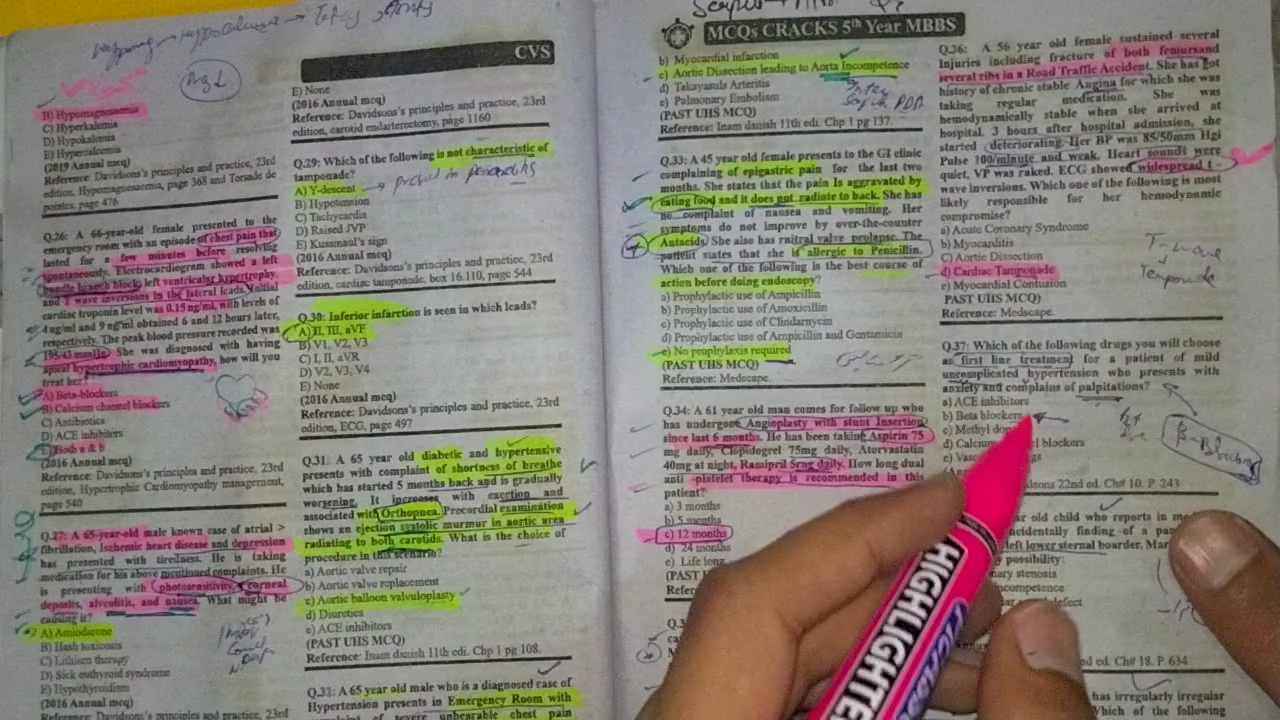 Mg ↓
CVS
B) Hypomagnesaemia
C) Hyperkalemia
D) Hypokalemia
E) Hypercalcemia
(2019 Annual mcq)
Reference: Davidsons's principles and practice, 23rd
edition, Hypomagnesaemia, page 368 and Torsade de
pointes, page 476
Q.26: A 66-year-old female presented to the
emergency room with an episode of chest pain that
lasted for a few minutes before resolving
spontaneously. Electrocardiogram showed a left
bundle branch block, left ventricular hypertrophy,
and T wave inversions in the lateral leads. Initial
cardiac troponin level was 0.15 ng/ml, with levels of
4 ng/ml and 9 ng/ml obtained 6 and 12 hours later,
respectively. The peak blood pressure recorded was
195/43 mmHg. She was diagnosed with having
apical hypertrophic cardiomyopathy, how will you
treat her?
A) Beta-blockers
B) Calcium channel blockers
C) Antibiotics
D) ACE inhibitors
E) Both a & b
(2016 Annual mcq)
Reference: Davidsons's principles and practice, 23rd
edition, Hypertrophic Cardiomyopathy management,
page 540
Q.27: A 65-year-old male known case of atrial >
fibrillation, Ischemic heart disease and depression
has presented with tiredness. He is taking
medication for his above mentioned complaints. He
is presenting with photosensitivity, corneal
deposits, alveolitis, and nausea. What might be
causing it?
A) Amiodarone
B) Hash toxicosis
C) Lithium therapy
D) Sick euthyroid syndrome
E) Hypothyroidism
(2016 Annual mcq)
Reference: Davidsons's principles and practice, 23rd
E) None
(2016 Annual mcq)
Reference: Davidsons's principles and practice, 23rd
edition, carotid endarterectomy, page 1160
Q.29: Which of the following is not characteristic of
tamponade?
A) Y-descent → present in
B) Hypotension
C) Tachycardia
D) Raised JVP
E) Kussmaul's sign
(2016 Annual mcq)
Reference: Davidsons's principles and practice, 23rd
edition, cardiac tamponade, box 16.110, page 544
Q.30: Inferior infarction is seen in which leads?
A) II, III, aVF
B) V1, V2, V3
C) I, II, aVR
D) V2, V3, V4
E) None
(2016 Annual mcq)
Reference: Davidsons's principles and practice, 23rd
edition, ECG, page 497
Q.31: A 65 year old diabetic and hypertensive
presents with complaint of shortness of breathe
which has started 5 months back and is gradually
worsening. It increases with exertion and
associated with Orthopnea. Precordial examination
shows an ejection systolic murmur in aortic area
radiating to both carotids. What is the choice of
procedure in this scenario?
a) Aortic valve repair
b) Aortic valve replacement
c) Aortic balloon valvuloplasty
d) Diuretics
e) ACE inhibitors
(PAST UHS MCQ)
Reference: Inam danish 11th edi. Chp 1 pg 108.
Q.32: A 65 year old male who is a diagnosed case of
Hypertension presents in Emergency Room with
complaint of severe unbearable chest pain
MCQs CRACKS 5th Year MBBS
b) Myocardial infarction
c) Aortic Dissection leading to Aorta Incompetence
d) Takayasuls Arteritis
e) Pulmonary Embolism
(PAST UHS MCQ)
Reference: Inam danish 11th edi. Chp 1 pg 137.
Q.33: A 45 year old female presents to the GI clinic
complaining of epigastric pain for the last two
months. She states that the pain Is aggravated by
eating food and it does not radiate to back. She has
no complaint of nausea and vomiting. Her
symptoms do not improve by over-the-counter
Antacids. She also has mitral valve prolapse. The
patient states that she is allergic to Penicillin.
Which one of the following is the best course of
action before doing endoscopy?
a) Prophylactic use of Ampicillin
b) Prophylactic use of Amoxicillin
c) Prophylactic use of Clindamycin
d) Prophylactic use of Ampicillin and Gentamicin
e) No prophylaxis required
(PAST UHS MCQ)
Reference: Medscape.
Q.34: A 61 year old man comes for follow up who
has undergone Angioplasty with stunt Insertion
since last 6 months. He has been taking Aspirin 75
mg daily, Clopidogrel 75mg daily, Atorvastatin
40mg at night, Ramipril 5mg daily. How long dual
anti -platelet therapy is recommended in this
patient?
a) 3 months
b) 5 months
c) 12 months
d) 24 months
e) Life long
(PAST
Q.36: A 56 year old female sustained several
Injuries including fracture of both femursand
several ribs in a Road Traffic Accident. She has got
history of chronic stable Angina for which she was
taking regular medication. She was
hemodynamically stable when she arrived at
hospital. 3 hours after hospital admission, she
started deteriorating. Her BP was 85/50mm Hgi
Pulse 100/minute and weak. Heart sounds were
quiet, VP was raked. ECG showed widespread t -
wave inversions. Which one of the following is most
likely responsible for her hemodynamic
compromise?
a) Acute Coronary Syndrome
b) Myocarditis
c) Aortic Dissection
d) Cardiac Tamponade
e) Myocardial Contusion
PAST UHS MCQ)
Reference: Medscape.
T-wave
↓
Temponade
Q.37: Which of the following drugs you will choose
as first line treatment for a patient of mild
uncomplicated hypertension who presents with
anxiety and complains of palpitations?
a) ACE inhibitors
b) Beta blockers
c) Methyl dop
d) Calcium el blockers
e) Vas gs
β-Blockers
dsons 22nd ed. Ch# 18. P. 243
ar old child who reports in
incidentally finding of a
left lower sternal boarder,
possibility:
nary stenosis
ncompetence
defect
nd ed. Ch# 18. P. 634
has irregularly irregular
Which of the following
HIGHLIGHTER